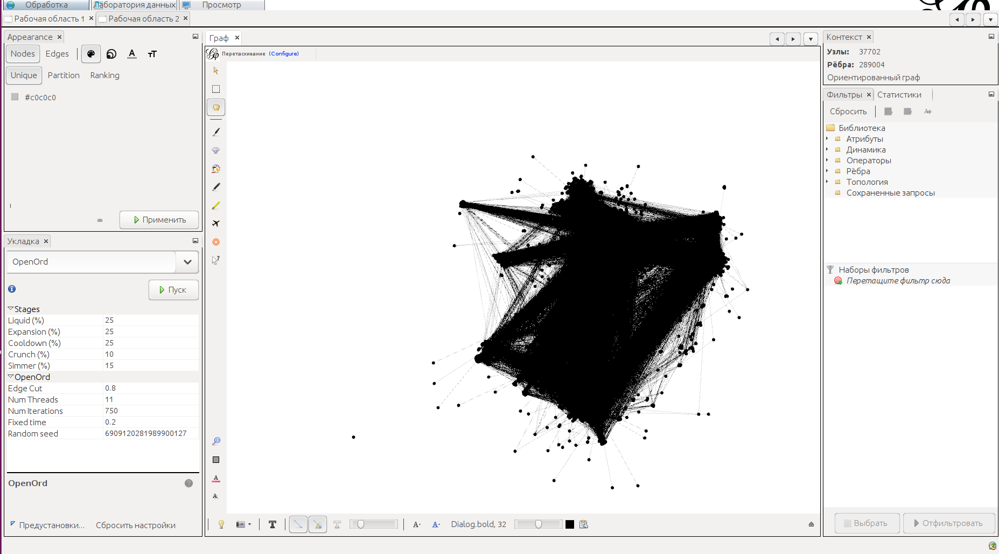 Обработка
Лаборатория данных
Просмотр
Рабочая область 1
Рабочая область 2
Appearance
Nodes
Edges
A
тT
Unique
Partition
Ranking
#c0c0c0
Применить
Укладка
OpenOrd
Пуск
Stages
Liquid (%) 25
Expansion (%) 25
Cooldown (%) 25
Crunch (%) 10
Simmer (%) 15
OpenOrd
Edge Cut 0.8
Num Threads 11
Num Iterations 750
Fixed time 0.2
Random seed 6909120281989900127
OpenOrd
Предустановки...
Сбросить настройки
Граф
Перетаскивание (Configure)
A
A
T
T
A-
A-
Dialog.bold, 32
Контекст
Узлы: 37702
Рёбра: 289004
Ориентированный граф
Фильтры
Статистики
Сбросить
Библиотека
Атрибуты
Динамика
Операторы
Рёбра
Топология
Сохраненные запросы
Наборы фильтров
Перетащите фильтр сюда
Выбрать
Отфильтровать